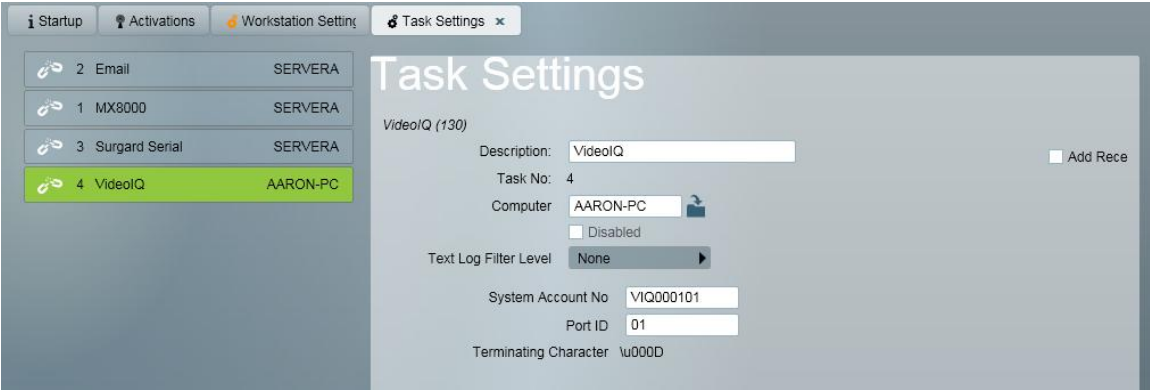 Startup
Activations
Workstation Setting
Task Settings x
2 Email SERVERA
1 MX8000 SERVERA
3 Surgard Serial SERVERA
4 VideoIQ AARON-PC
Task Settings
VideoIQ (130)
Description: VideoIQ
Add Rece
Task No: 4
Computer AARON-PC
Disabled
Text Log Filter Level None
System Account No VIQ000101
Port ID 01
Terminating Character \u000D